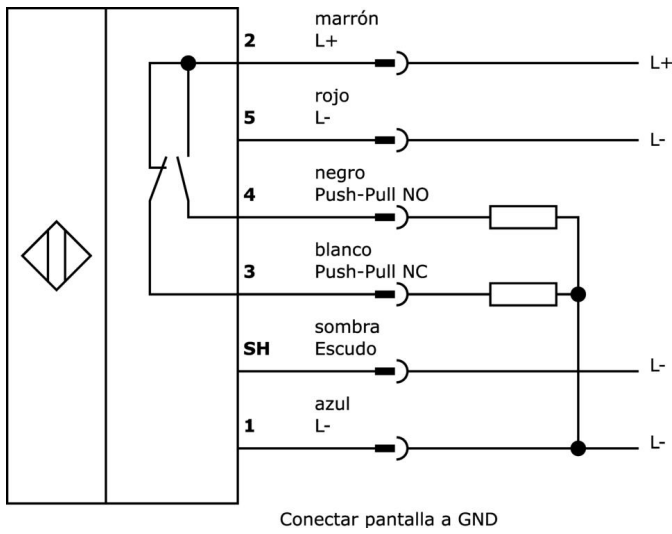 marrón
2 L+
L+
rojo
5 L-
L-
negro
4 Push-Pull NO
blanco
3 Push-Pull NC
sombra
SH Escudo
L-
azul
1 L-
L-
Conectar pantalla a GND